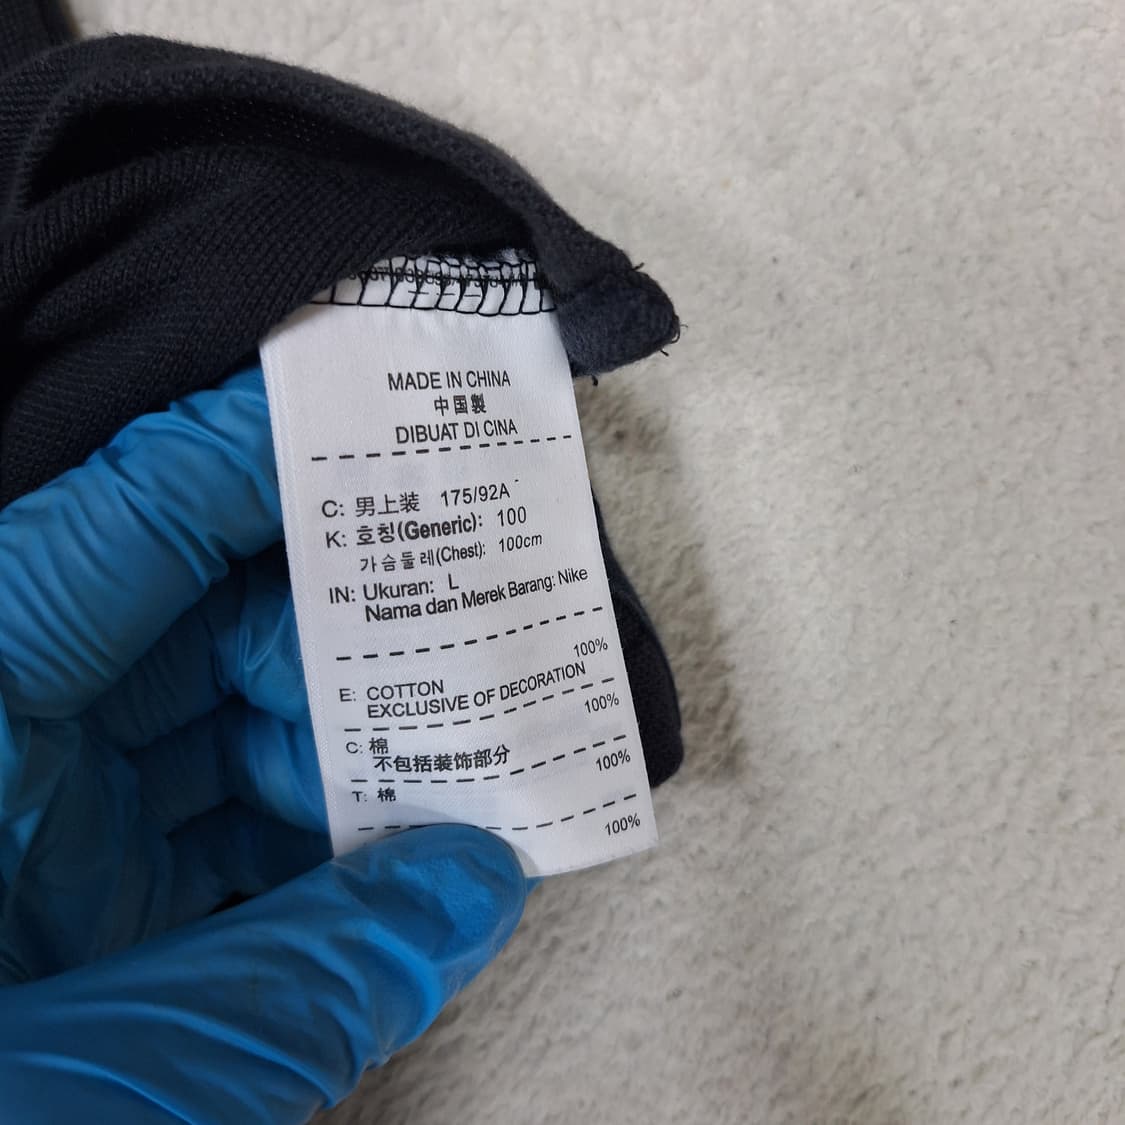 MADE IN CHINA
中国製
DIBUAT DI CINA
C: 男上装 175/92A
K: 호칭(Generic): 100
가슴둘레(Chest): 100cm
IN: Ukuran: L
Nama dan Merek Barang: Nike
100%
E: COTTON
EXCLUSIVE OF DECORATION
100%
C: 棉
不包括装饰部分
100%
T: 棉
100%